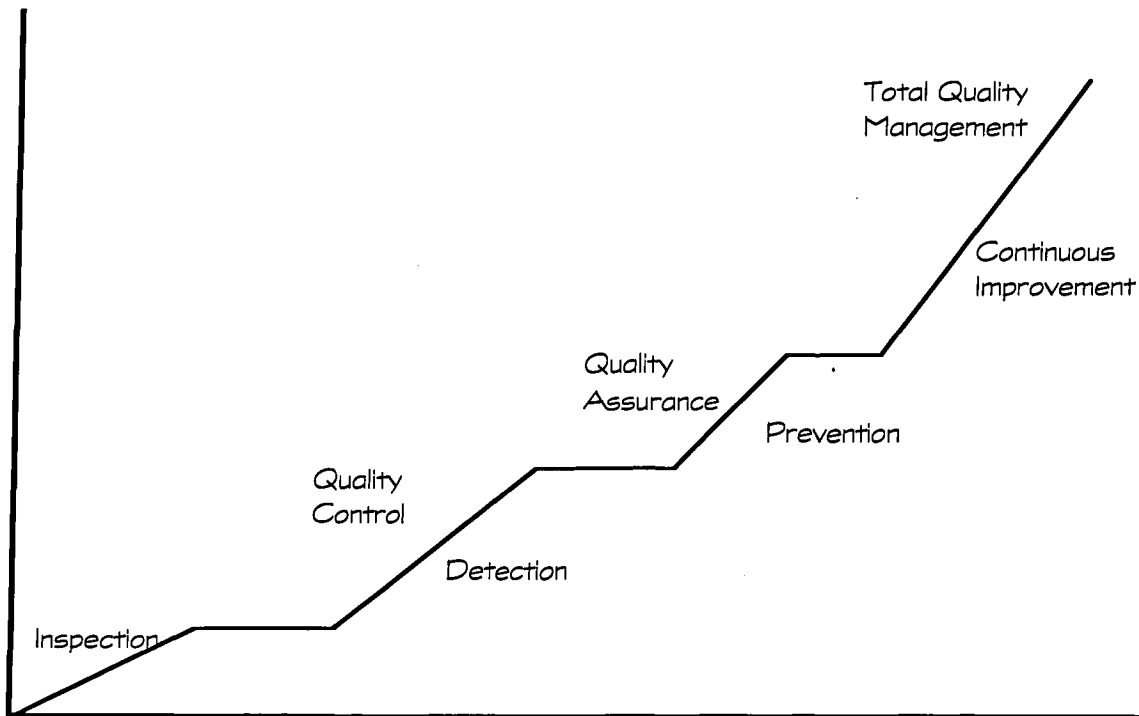 Total Quality
Management
Continuous
Improvement
Quality
Assurance
Prevention
Quality
Control
Detection
Inspection